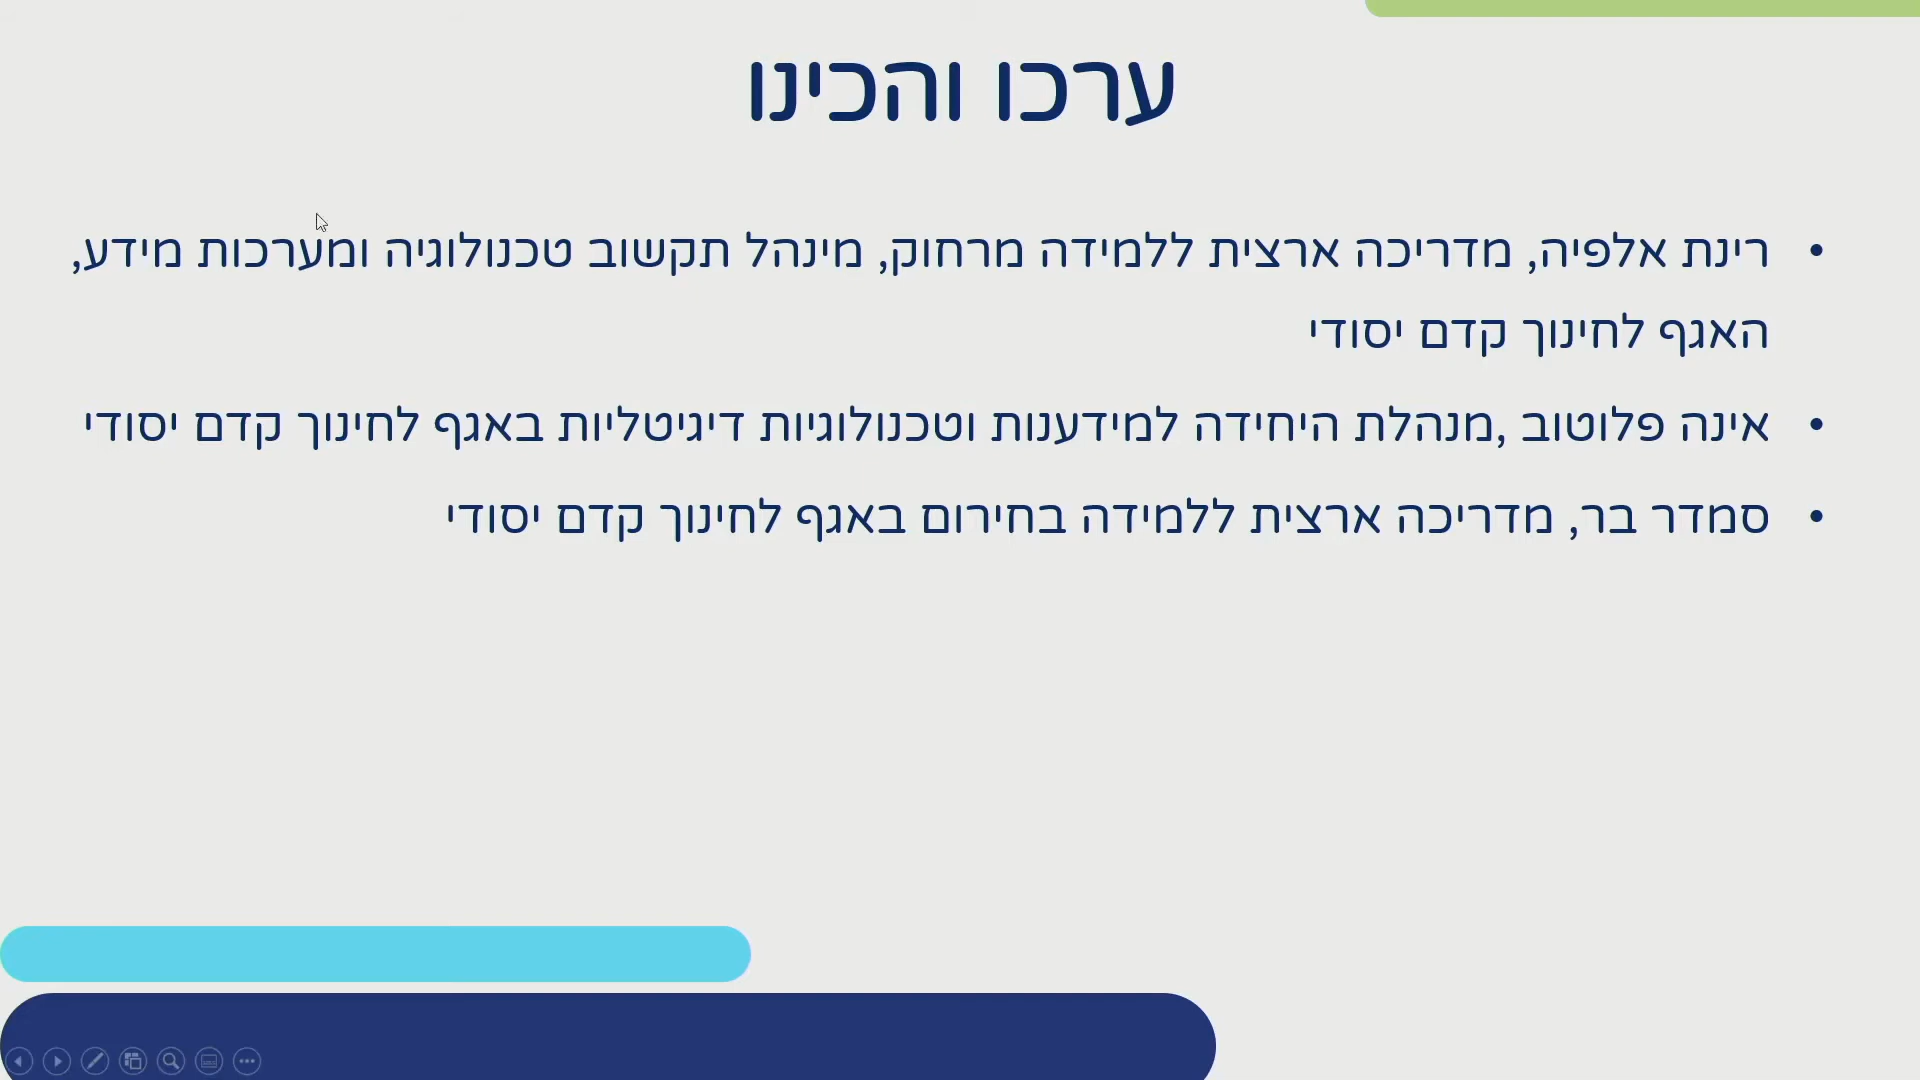 ערכו והכינו
• רינת אלפיה, מדריכה ארצית ללמידה מרחוק, מינהל תקשוב טכנולוגיה ומערכות מידע,
האגף לחינוך קדם יסודי
• אינה פלוטוב ,מנהלת היחידה למידענות וטכנולוגיות דיגיטליות באגף לחינוך קדם יסודי
• סמדר בר, מדריכה ארצית ללמידה בחירום באגף לחינוך קדם יסודי